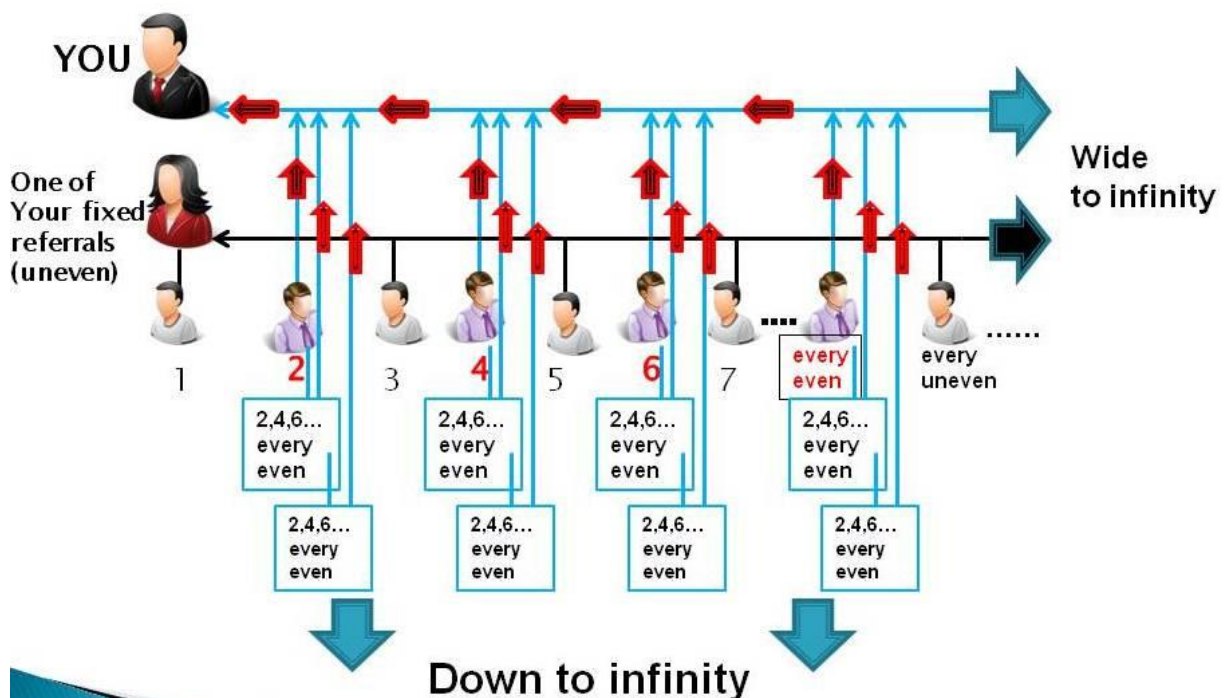 YOU
Wide
to infinity
One of
Your fixed
referrals
(uneven)
1
2
3
4
5
6
7
....
every
even
every
uneven
......
2,4,6...
every
even
2,4,6...
every
even
2,4,6...
every
even
2,4,6...
every
even
2,4,6...
every
even
2,4,6...
every
even
2,4,6...
every
even
2,4,6...
every
even
Down to infinity